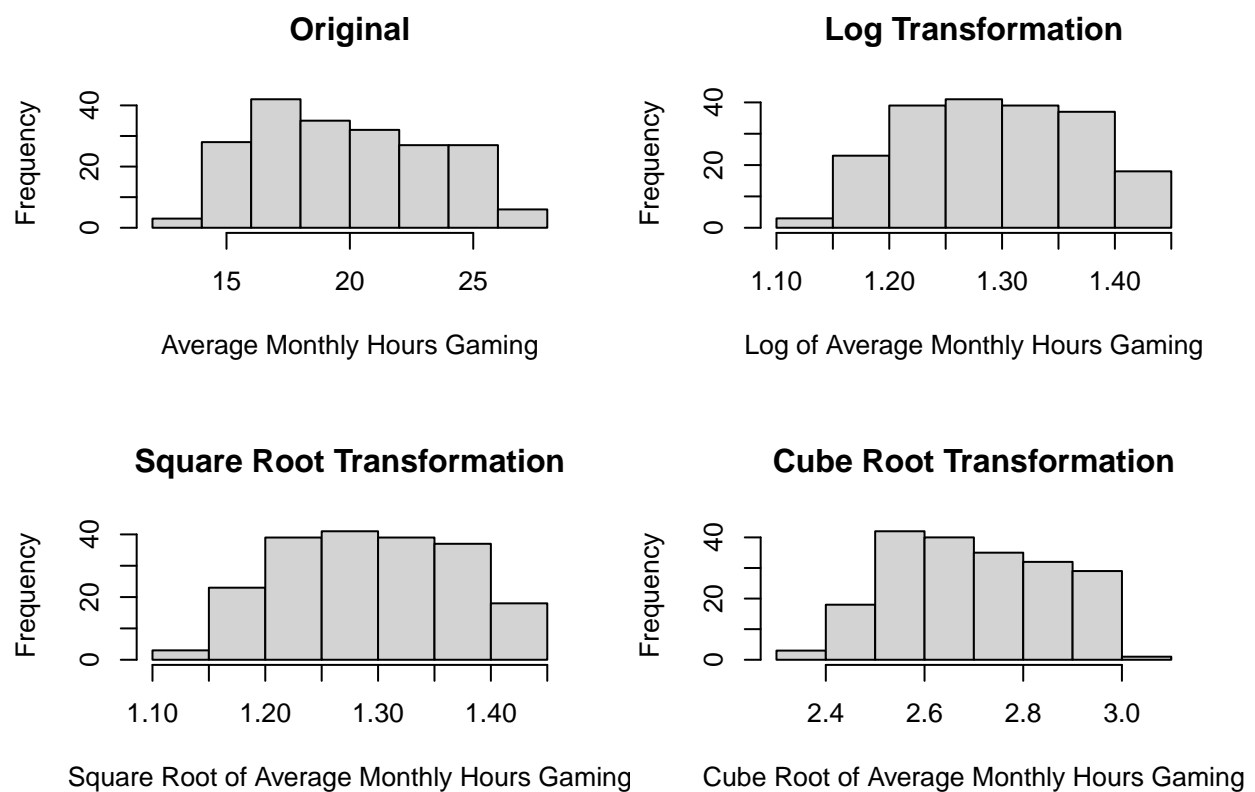 Original
Frequency
0 20 40
15 20 25
Average Monthly Hours Gaming
Log Transformation
Frequency
0 20 40
1.10 1.20 1.30 1.40
Log of Average Monthly Hours Gaming
Square Root Transformation
Frequency
0 20 40
1.10 1.20 1.30 1.40
Square Root of Average Monthly Hours Gaming
Cube Root Transformation
Frequency
0 20 40
2.4 2.6 2.8 3.0
Cube Root of Average Monthly Hours Gaming